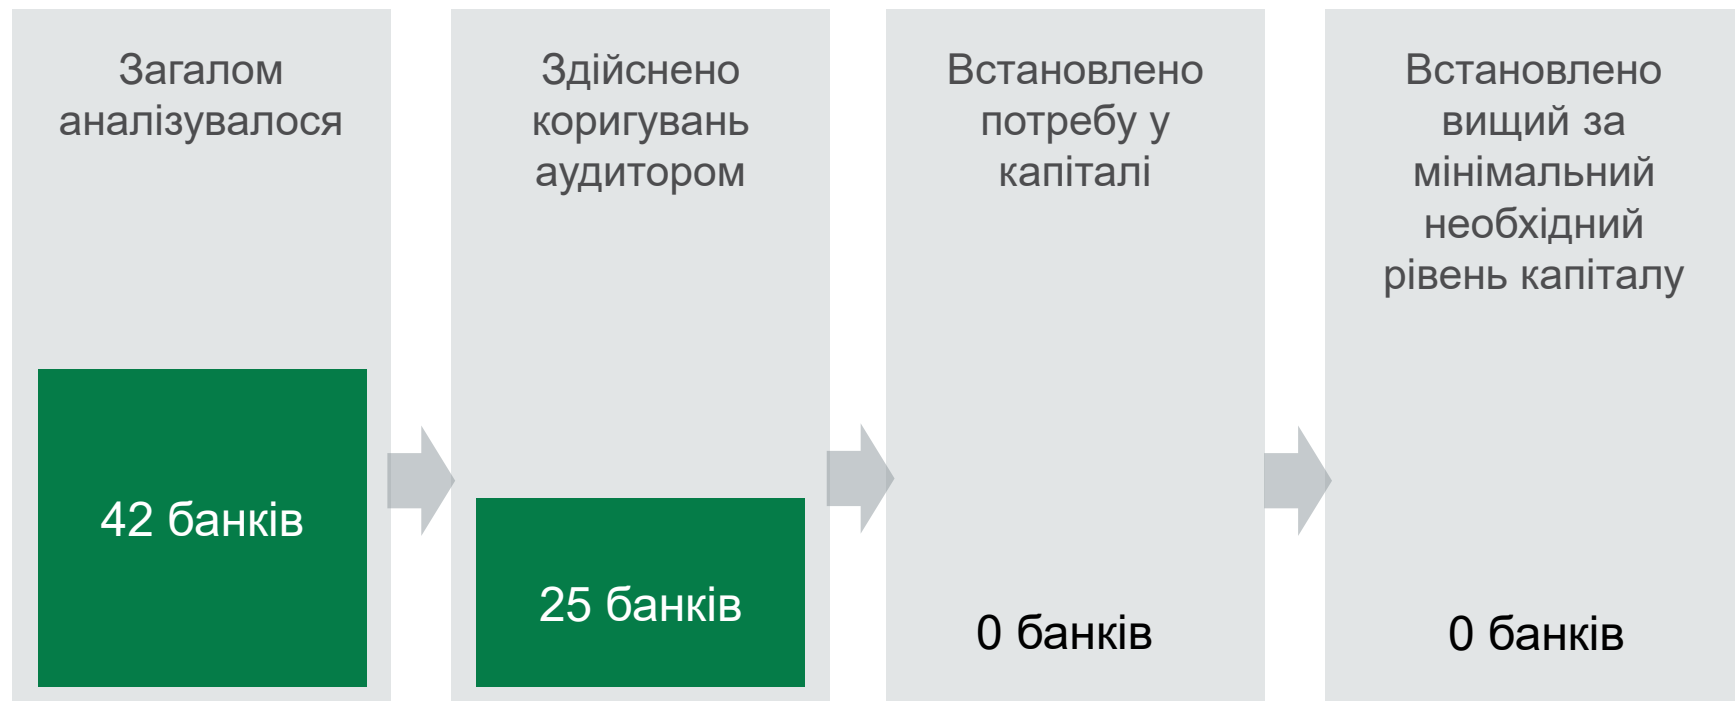 Загалом
аналізувалося
42 банків
Здійснено
коригувань
аудитором
25 банків
Встановлено
потребу у
капіталі
0 банків
Встановлено
вищий за
мінімальний
необхідний
рівень капіталу
0 банків